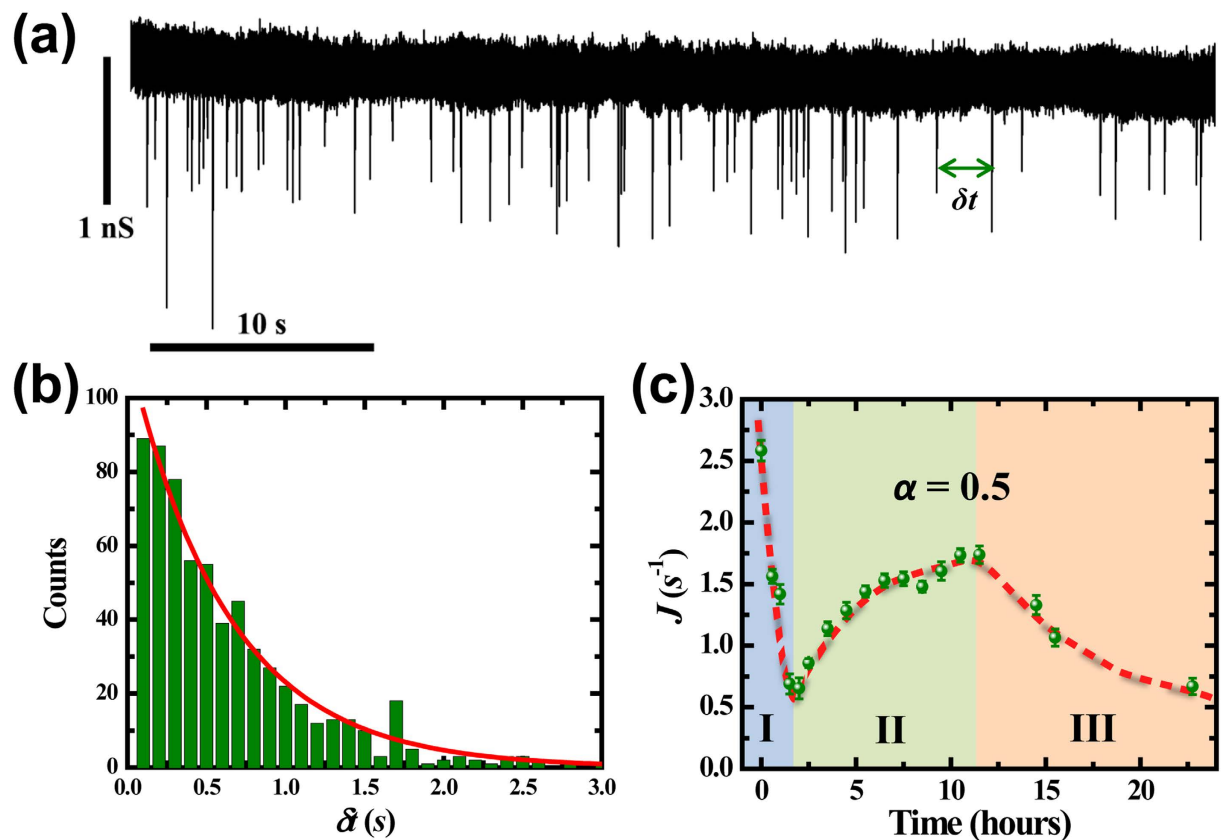 (a)
1 nS
δt
10 s
(b)
100
80
60
40
20
0
Counts
0.0 0.5 1.0 1.5 2.0 2.5 3.0
δt (s)
(c)
3.0
2.5
2.0
1.5
1.0
0.5
0.0
J (s⁻¹)
α = 0.5
I II III
0 5 10 15 20
Time (hours)